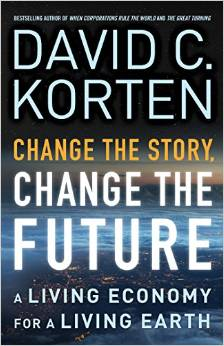 BESTSELLING AUTHOR OF WHEN CORPORATIONS RULE THE WORLD AND THE GREAT TURNING
DAVID C.
KORTEN
CHANGE THE STORY,
CHANGE THE
FUTURE
A LIVING ECONOMY
FOR A LIVING EARTH